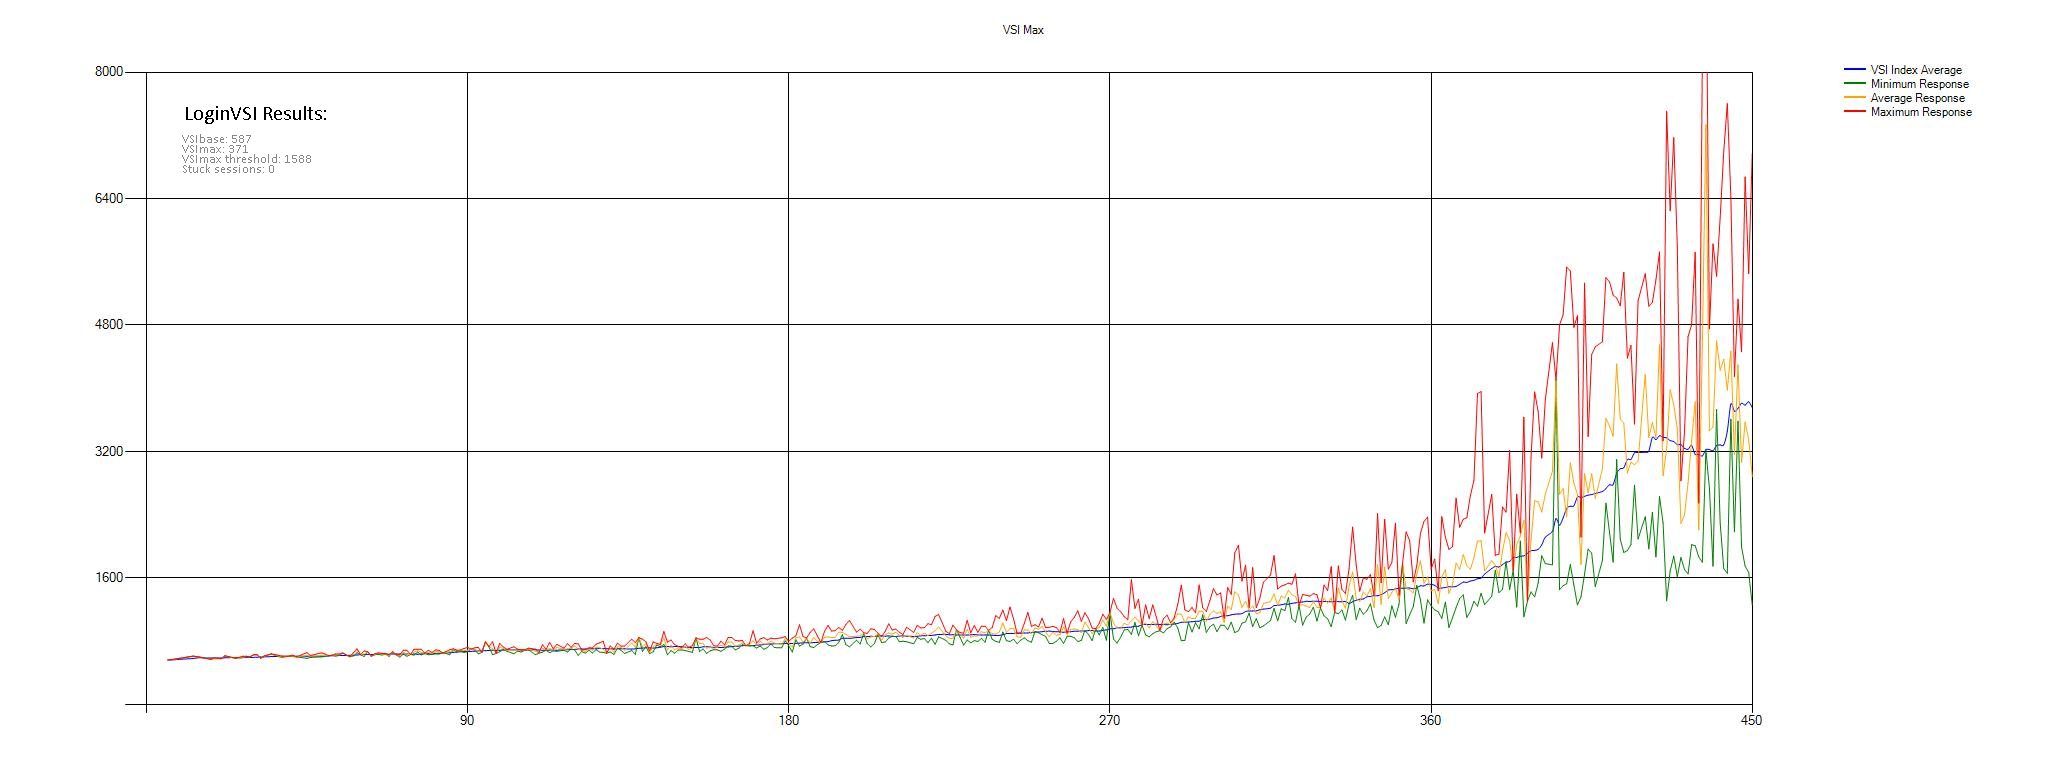 VSI Max
8000
6400
4800
3200
1600
LoginVSI Results:
VSIbase: 587
VSImax: 371
VSImax threshold: 1588
Stuck sessions: 0
VSI Index Average
Minimum Response
Average Response
Maximum Response
90
180
270
360
450